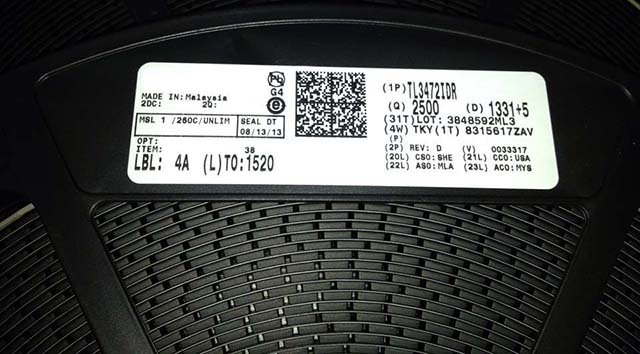 MADE IN: Malaysia
2DC: 2Q:
MSL 1 /260C/UNLIM
SEAL DT
08/13/13
OPT:
ITEM: 38
LBL: 4A (L)TO:1520
Pb
G4
e
(1P)TL3472IDR
(Q) 2500 (D) 1331+5
(31T)LOT: 3848592ML3
(4W) TKY(1T) 8315617ZAV
(P)
(2P) REV: D (V) 0033317
(20L) CSO:SHE (21L) CCO:USA
(22L) ASO:MLA (23L) ACO:MYS